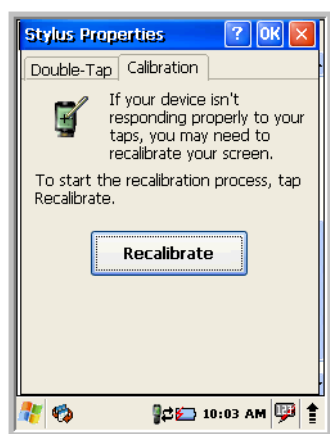 Stylus Properties ? OK
Double-Tap Calibration
If your device isn't
responding properly to your
taps, you may need to
recalibrate your screen.
To start the recalibration process, tap
Recalibrate.
Recalibrate
10:03 AM 123